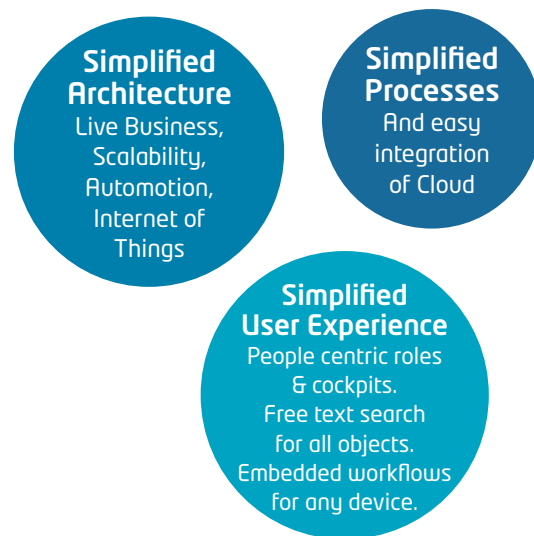 Simplified
Architecture
Live Business,
Scalability,
Automotion,
Internet of
Things
Simplified
Processes
And easy
integration
of Cloud
Simplified
User Experience
People centric roles
& cockpits.
Free text search
for all objects.
Embedded workflows
for any device.